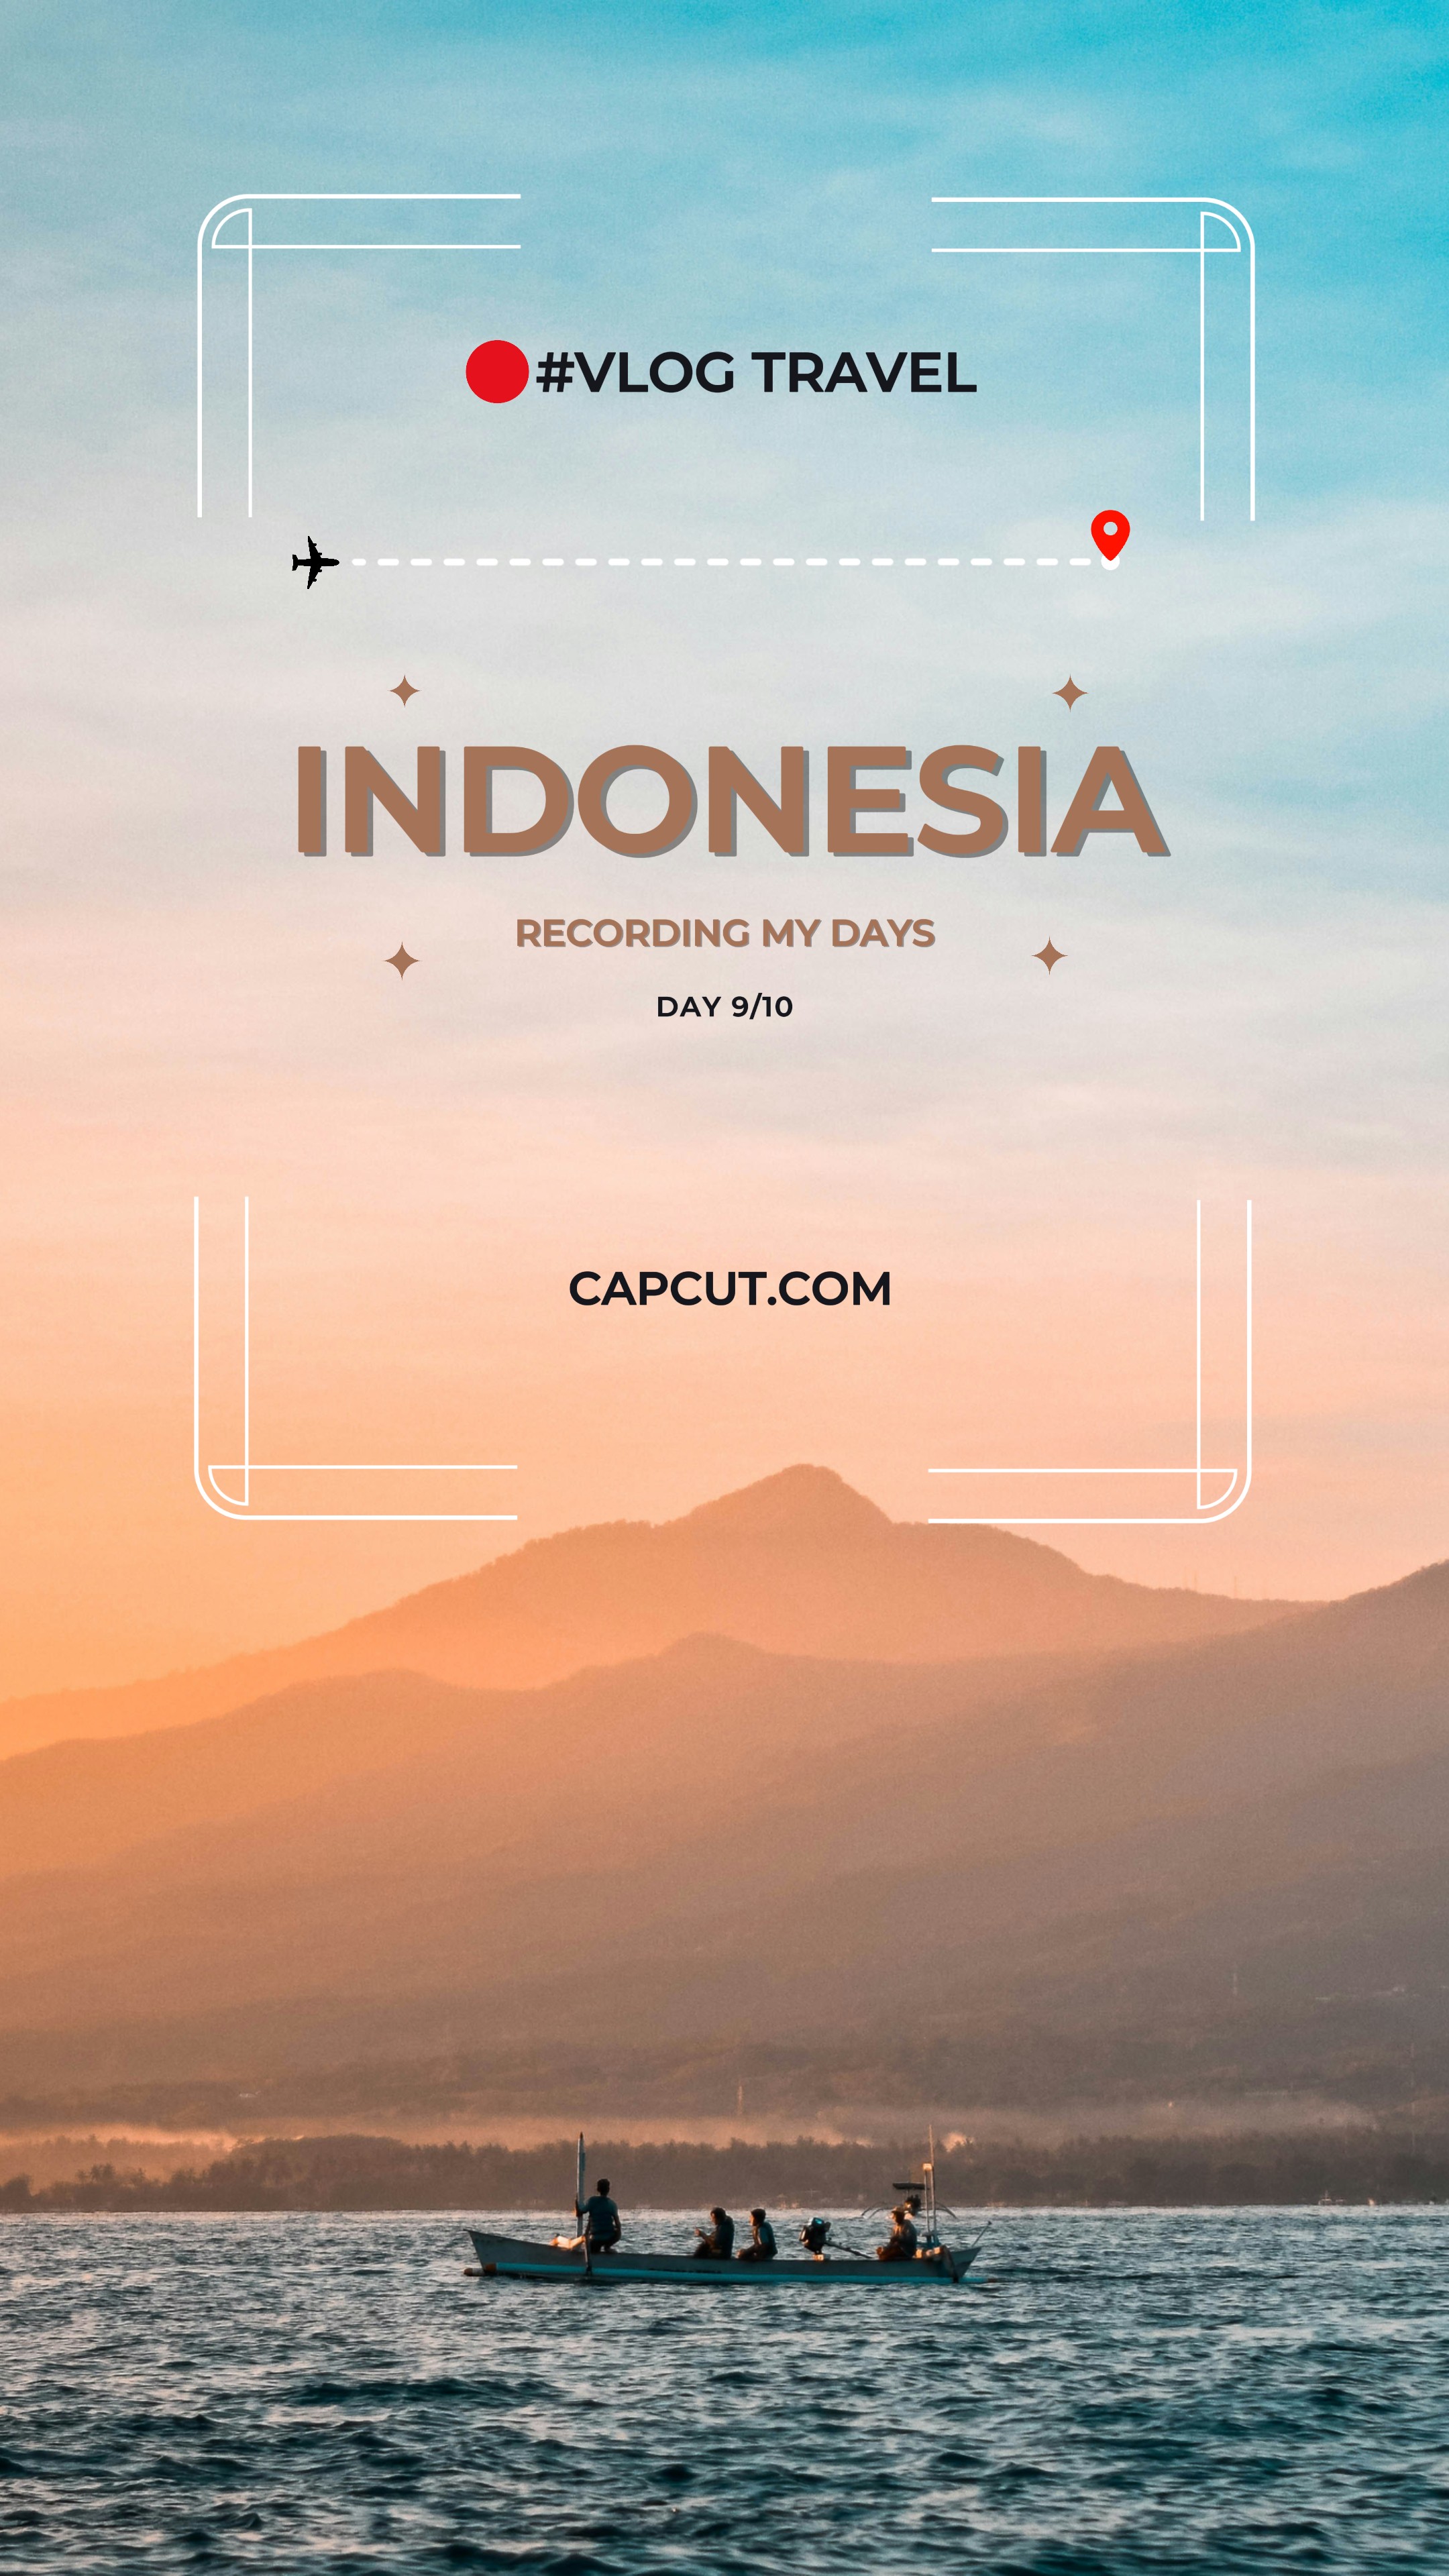 #VLOG TRAVEL
INDONESIA
RECORDING MY DAYS
DAY 9/10
CAPCUT.COM